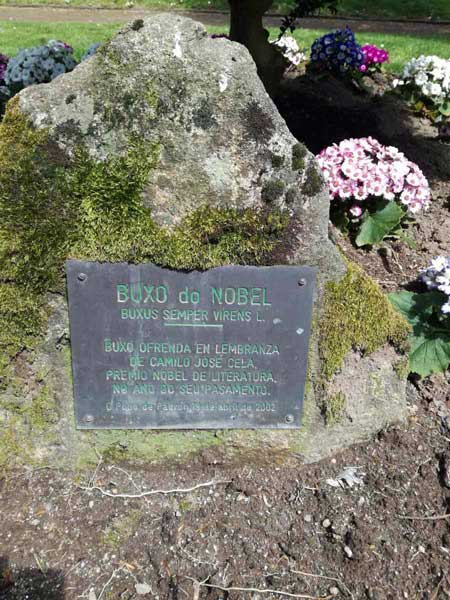 BUXO do NOBEL
BUXUS SEMPER VIRENS L.
BUXO OFRENDA EN LEMBRANZA
DE CAMILO JOSÉ CELA,
PREMIO NOBEL DE LITERATURA,
NO ANO DO SEU PASAMENTO.
O Pobo de Padrón de abril de 2002